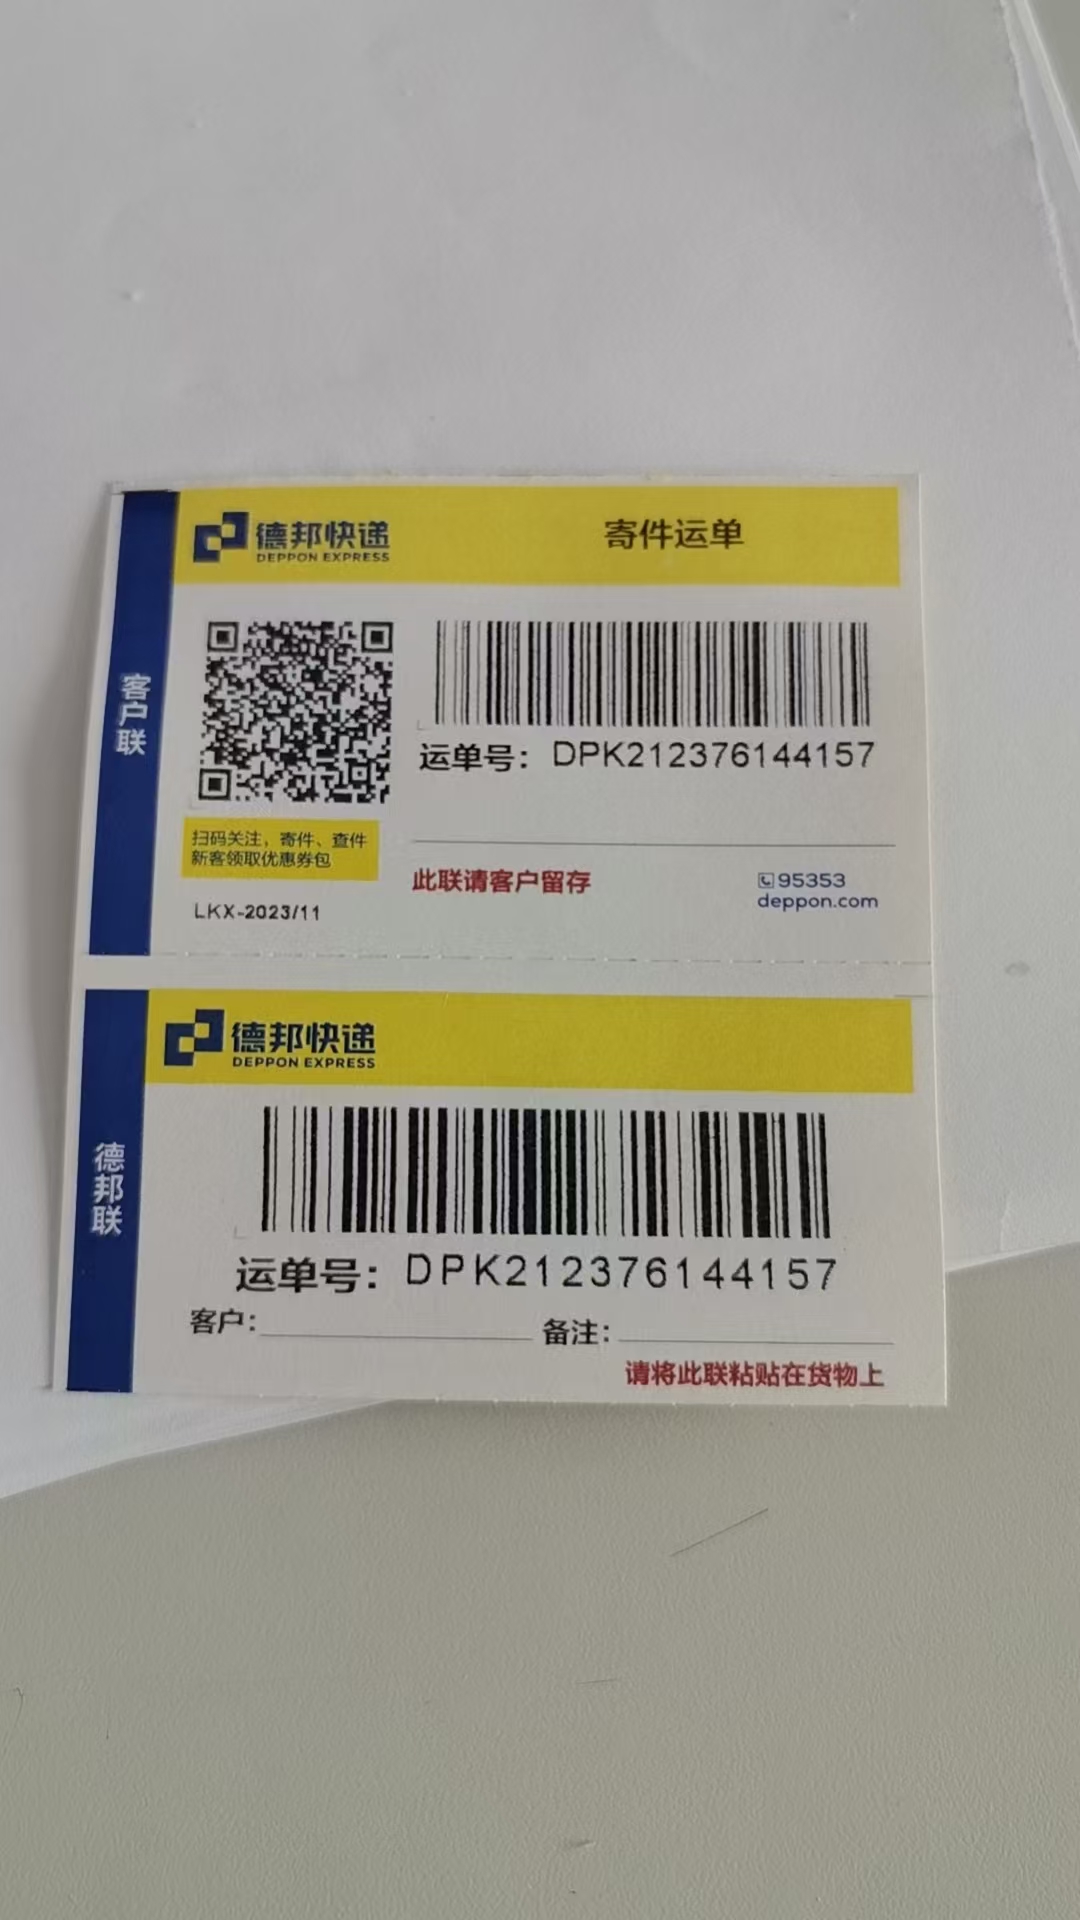 德邦快递
DEPPON EXPRESS
寄件运单
客户联
运单号：DPK212376144157
扫码关注，寄件、查件
新客领取优惠券包
此联请客户留存
95353
deppon.com
LKX-2023/11
德邦快递
DEPPON EXPRESS
德邦联
运单号：DPK212376144157
客户：
备注：
请将此联粘贴在货物上